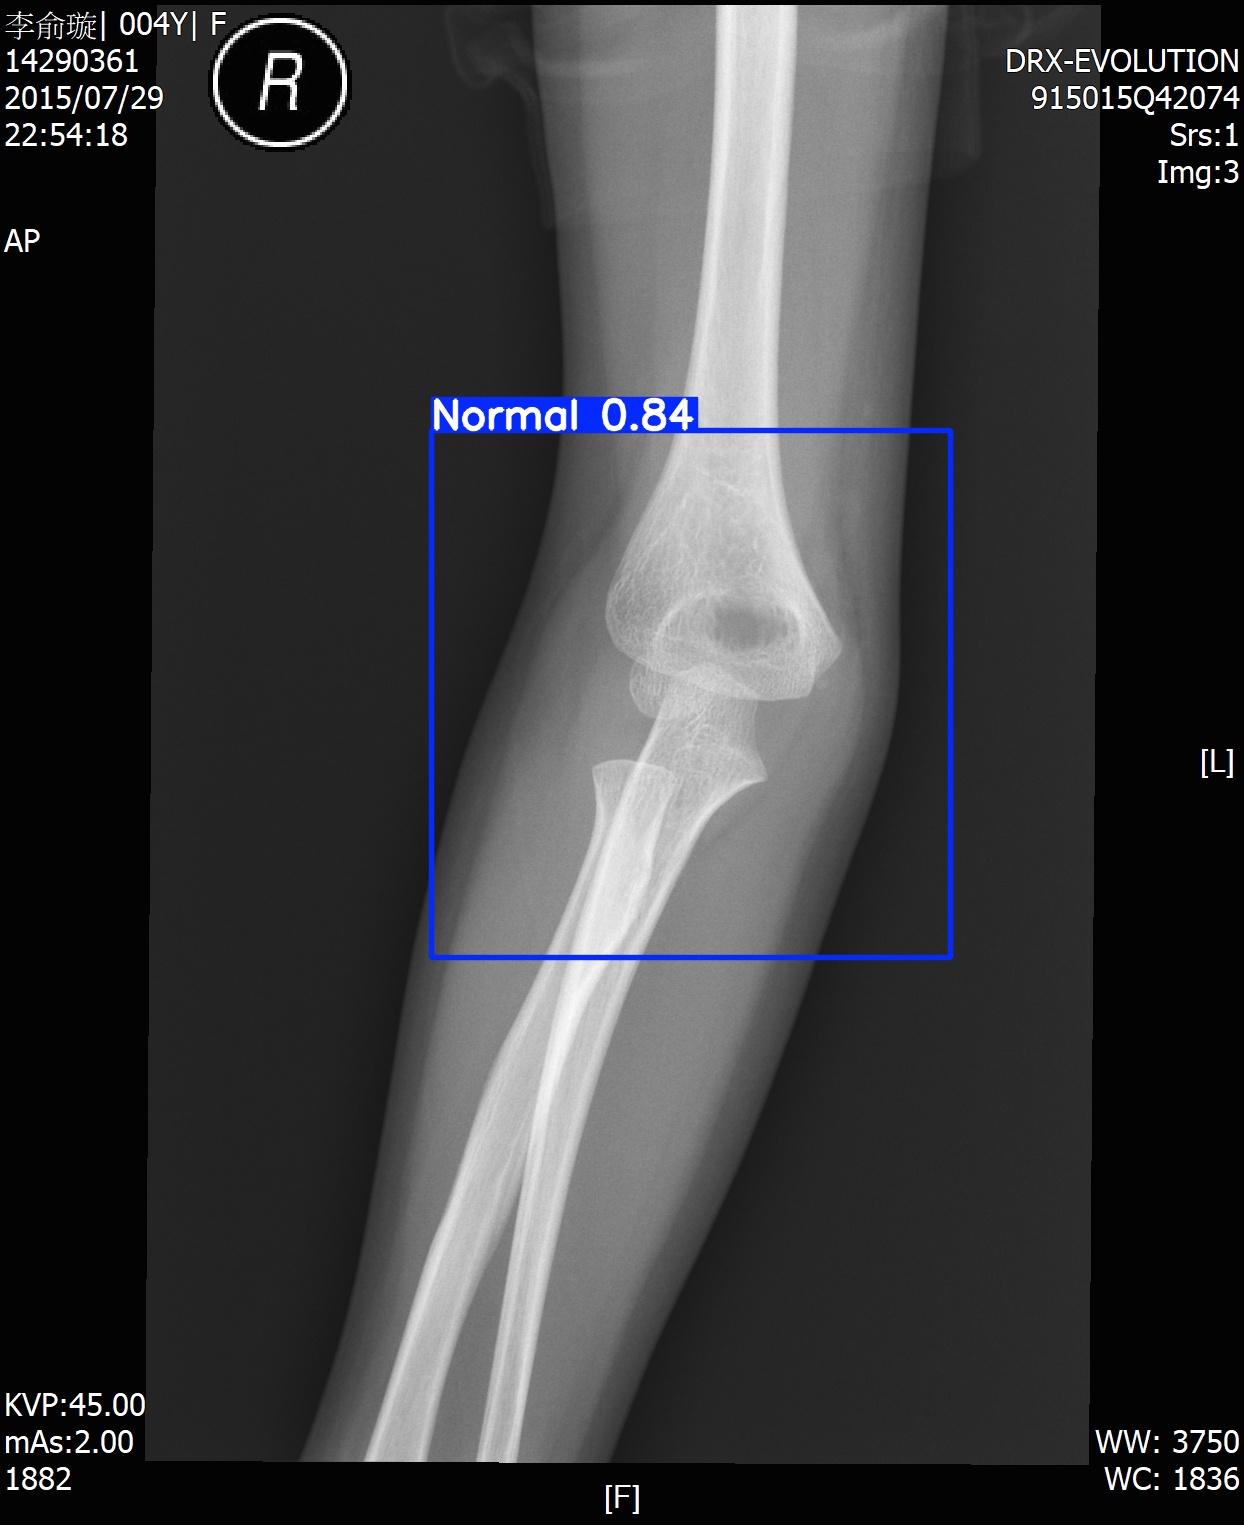 李俞璇| 004Y| F
14290361
2015/07/29
22:54:18
R
DRX-EVOLUTION
915015Q42074
Srs:1
Img:3
AP
Normal 0.84
[L]
KVP:45.00
mAs:2.00
1882
WW: 3750
WC: 1836
[F]